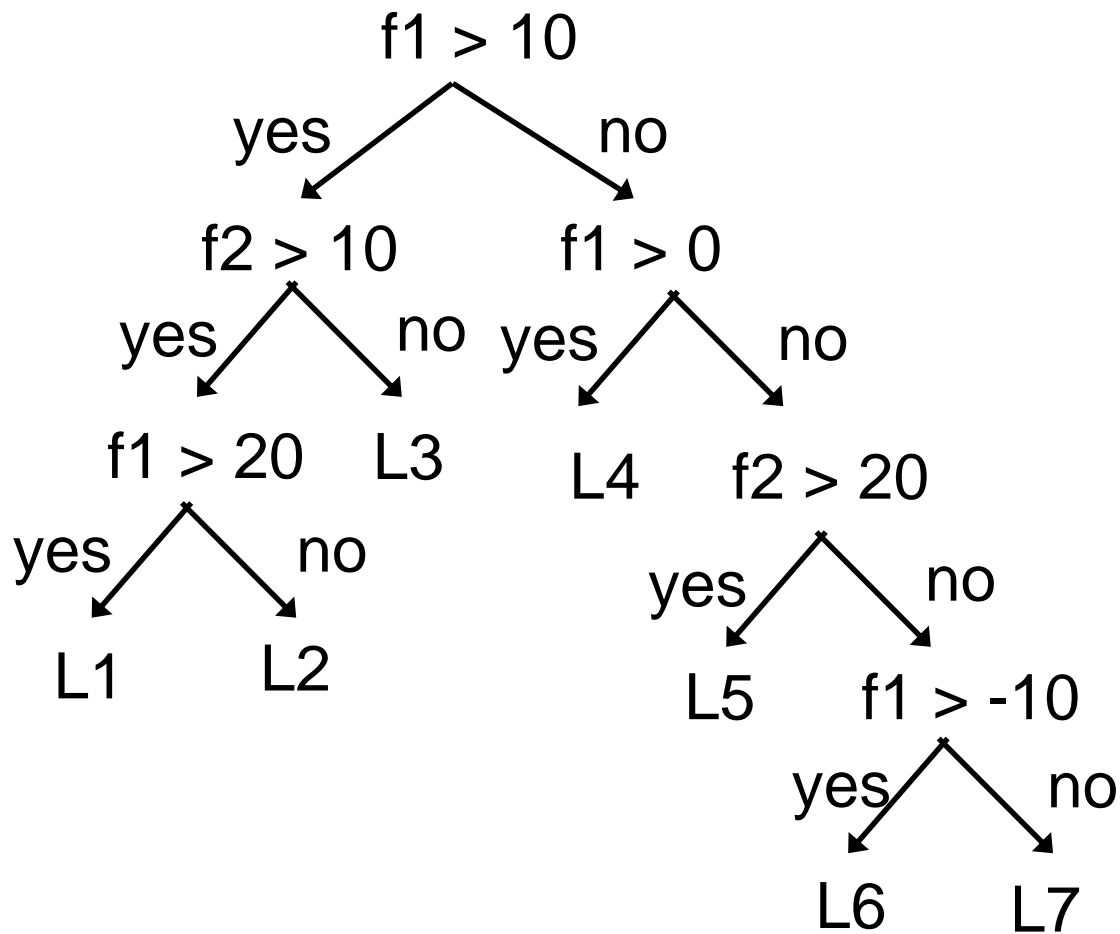 f1 > 10
yes
no
f2 > 10
f1 > 0
yes
no
yes
no
f1 > 20
L3
L4
f2 > 20
yes
no
yes
no
L1
L2
L5
f1 > -10
yes
no
L6
L7